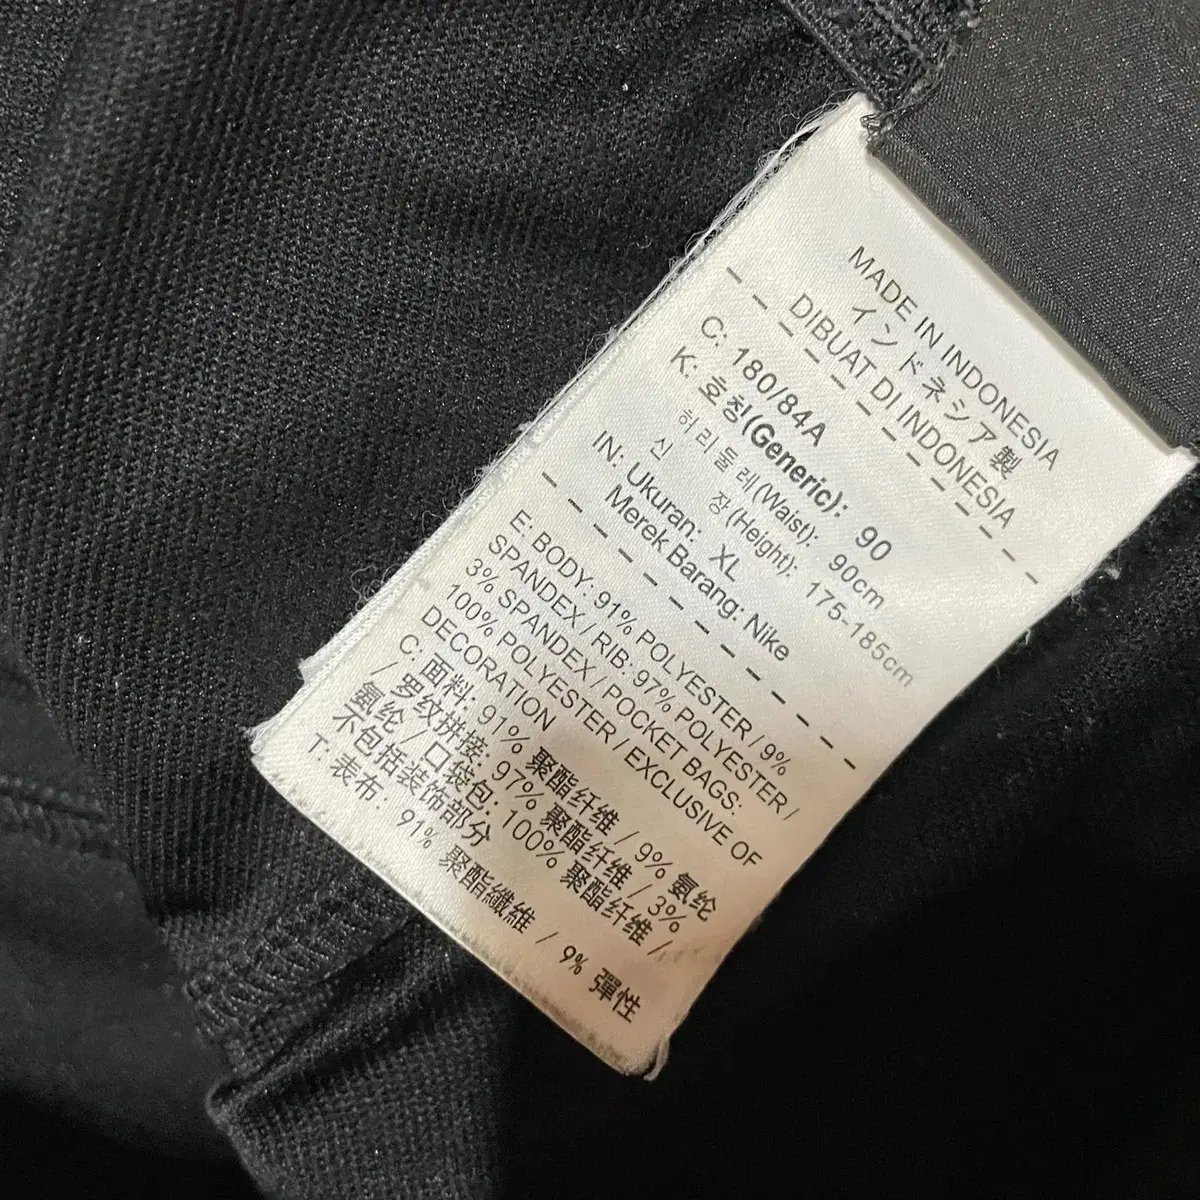 MADE IN INDONESIA
インドネシア製
DIBUAT DI INDONESIA
C: 180/84A
K: 호칭(Generic): 90
허리둘레(Waist): 90cm
신 장(Height): 175-185cm
IN: Ukuran: XL
Merek Barang: Nike
E: BODY: 91% POLYESTER / 9%
SPANDEX / RIB: 97% POLYESTER /
3% SPANDEX / POCKET BAGS:
100% POLYESTER / EXCLUSIVE OF
DECORATION
C: 面料: 91% 聚酯纤维 / 9% 氨纶
/ 罗纹拼接: 97% 聚酯纤维 / 3%
氨纶 / 口袋包: 100% 聚酯纤维 /
不包括装饰部分
T: 表布: 91% 聚酯纖維 / 9% 彈性